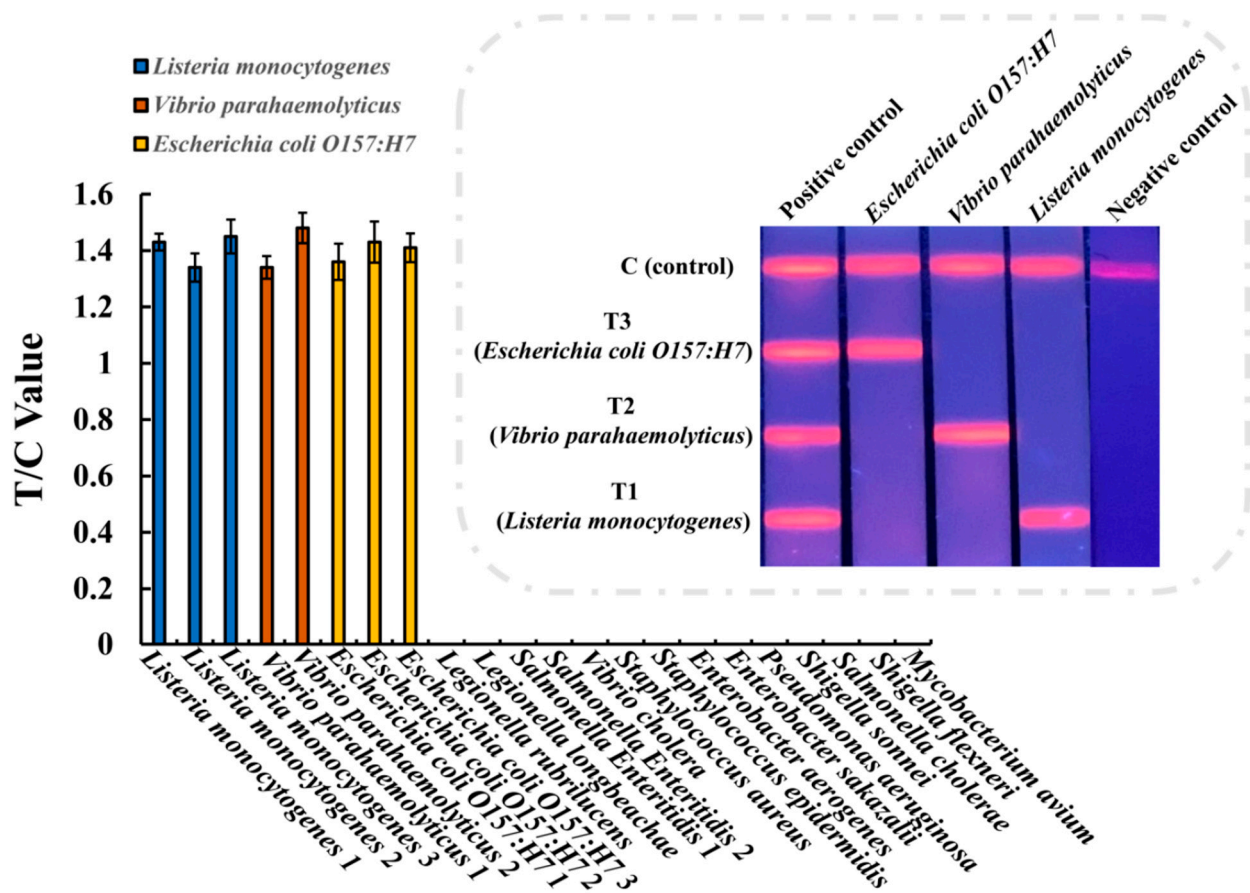 Listeria monocytogenes
Vibrio parahaemolyticus
Escherichia coli O157:H7
T/C Value
1.6
1.4
1.2
1
0.8
0.6
0.4
0.2
0
Listeria monocytogenes 1
Listeria monocytogenes 2
Listeria monocytogenes 3
Vibrio parahaemolyticus 1
Vibrio parahaemolyticus 2
Escherichia coli O157:H7 1
Escherichia coli O157:H7 2
Escherichia coli O157:H7 3
Legionella rubrilucens
Legionella longbeachae
Salmonella Enteritidis 1
Salmonella Enteritidis 2
Vibrio cholera
Staphylococcus aureus
Staphylococcus epidermidis
Enterobacter aerogenes
Enterobacter sakazalii
Pseudomonas aeruginosa
Shigella sonnei
Salmonella cholerae
Shigella flexneri
Mycobacterium avium
Positive control
Escherichia coli O157:H7
Vibrio parahaemolyticus
Listeria monocytogenes
Negative control
C (control)
T3
(Escherichia coli O157:H7)
T2
(Vibrio parahaemolyticus)
T1
(Listeria monocytogenes)